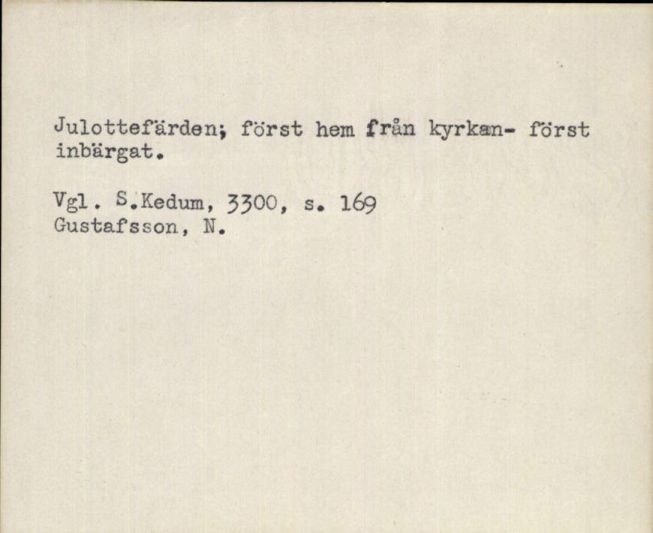 Julottefärden; först hem från kyrkan- först
inbärgat.
Vgl. S.Kedum, 3300, s. 169
Gustafsson, N.